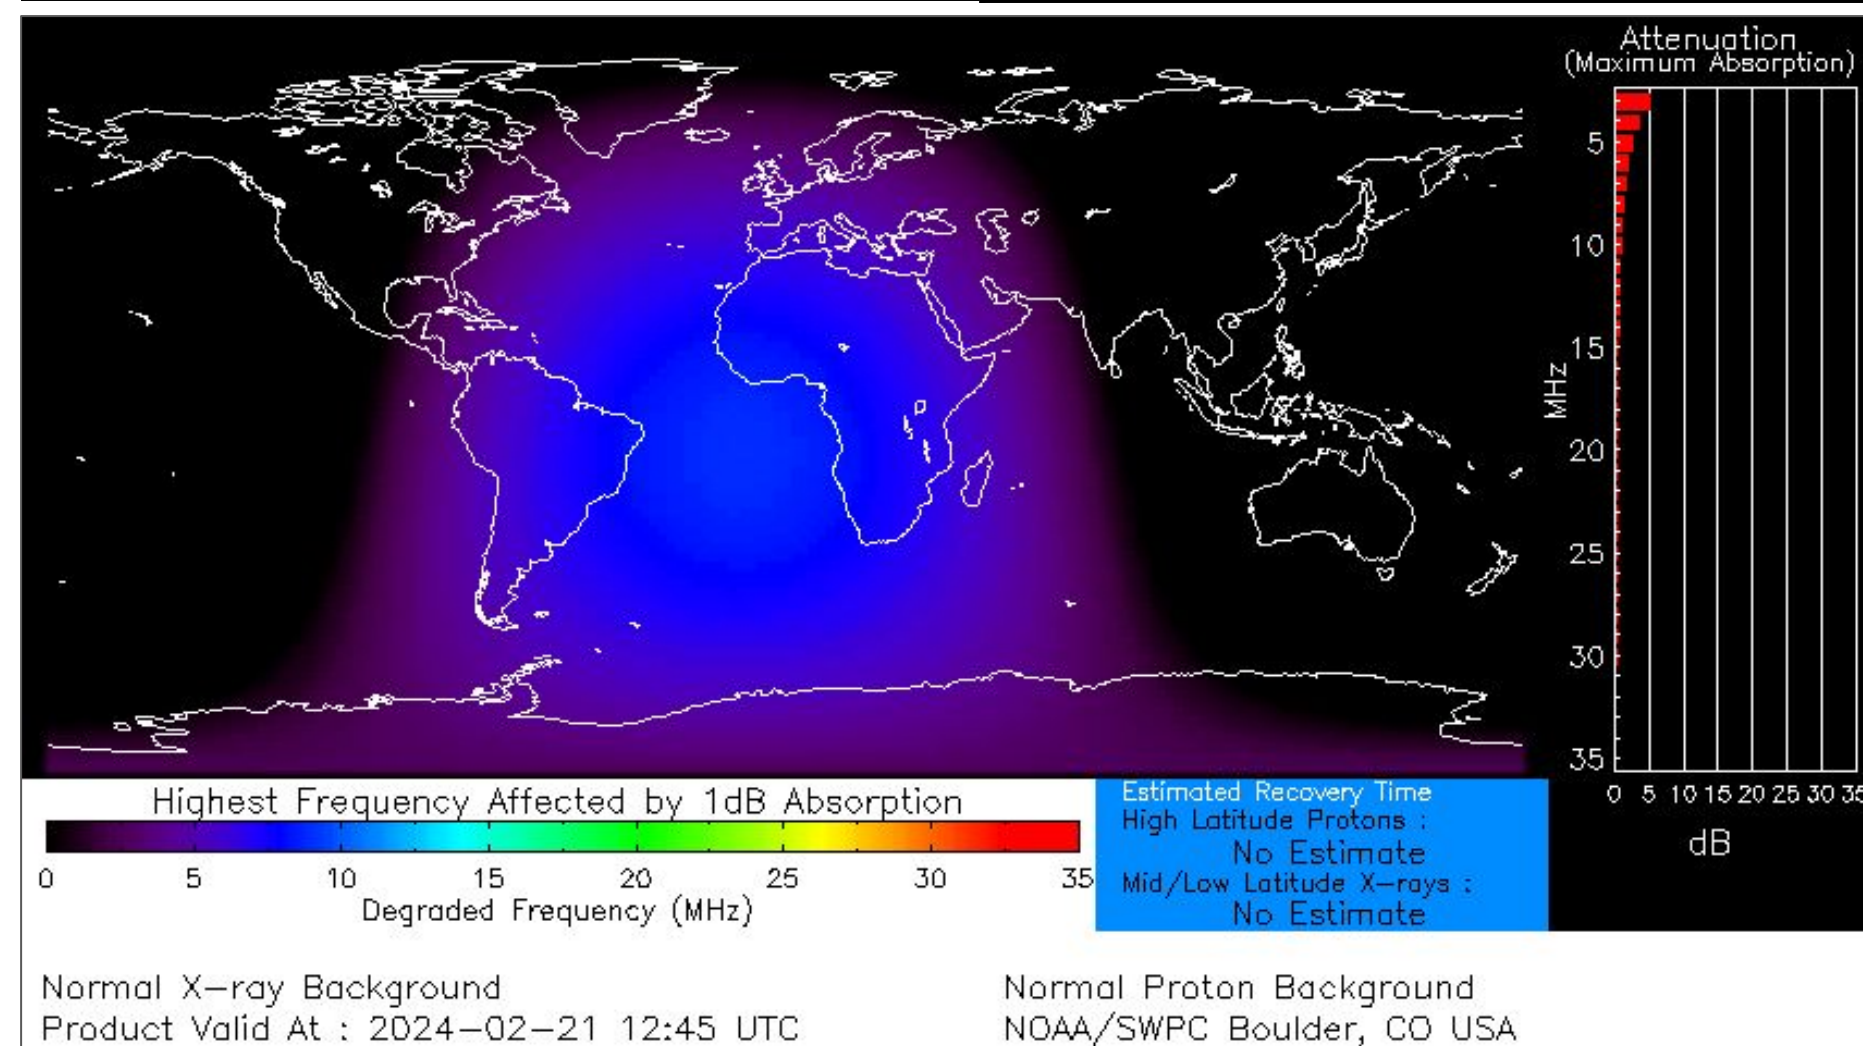 Attenuation
(Maximum Absorption)
5
10
15
20
25
30
35
MHz
0 5 10 15 20 25 30 35
dB
Highest Frequency Affected by 1dB Absorption
0 5 10 15 20 25 30 35
Degraded Frequency (MHz)
Estimated Recovery Time
High Latitude Protons :
No Estimate
Mid/Low Latitude X-rays :
No Estimate
Normal X-ray Background
Product Valid At : 2024-02-21 12:45 UTC
Normal Proton Background
NOAA/SWPC Boulder, CO USA